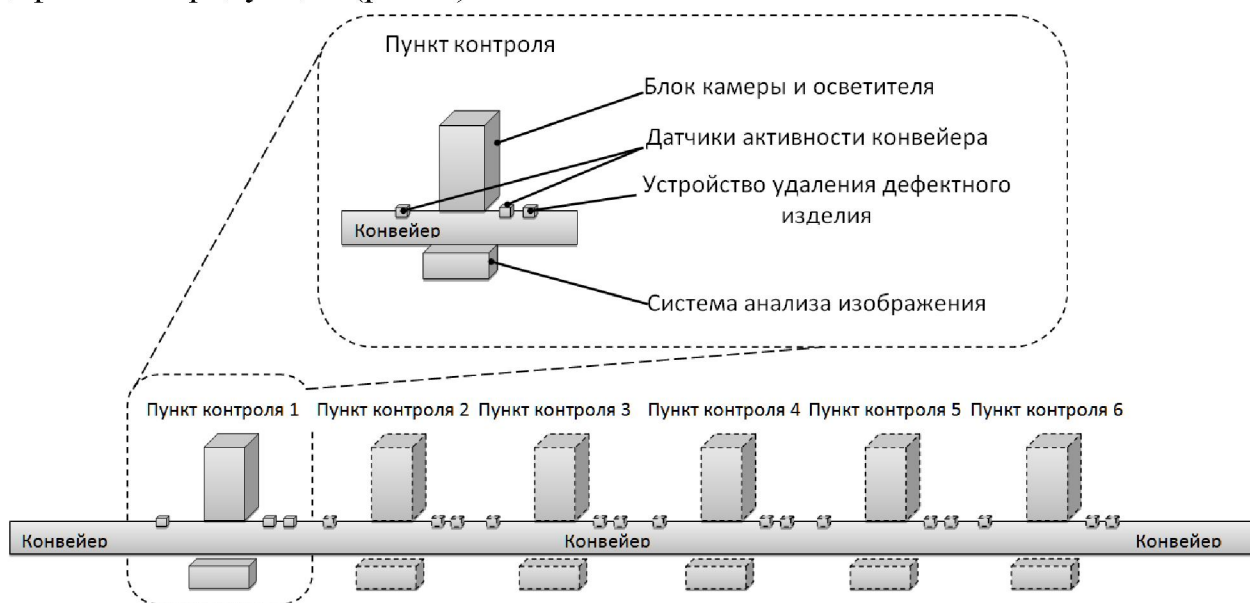 Пункт контроля
Блок камеры и осветителя
Датчики активности конвейера
Устройство удаления дефектного
изделия
Конвейер
Система анализа изображения
Пункт контроля 1
Пункт контроля 2
Пункт контроля 3
Пункт контроля 4
Пункт контроля 5
Пункт контроля 6
Конвейер
Конвейер
Конвейер